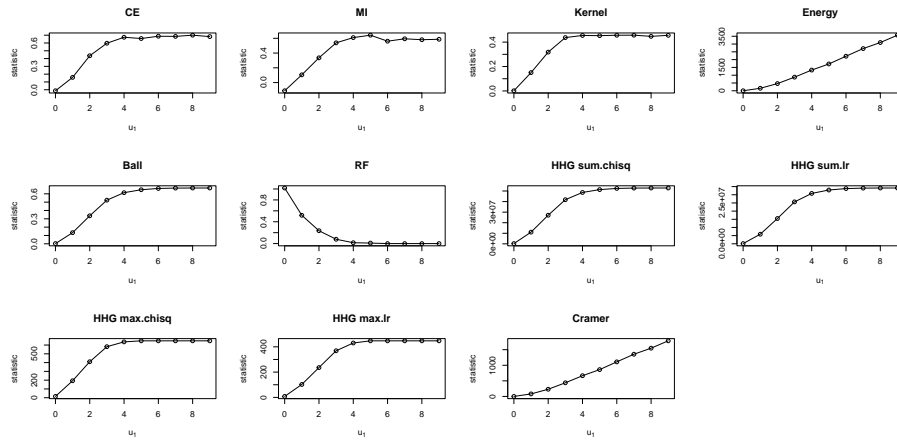 CE
statistic
0.0 0.3 0.6
0 2 4 6 8
u₁
MI
statistic
0.0 0.4
0 2 4 6 8
u₁
Kernel
statistic
0.0 0.2 0.4
0 2 4 6 8
u₁
Energy
statistic
0 1500 3500
0 2 4 6 8
u₁
Ball
statistic
0.0 0.3 0.6
0 2 4 6 8
u₁
RF
statistic
0.0 0.4 0.8
0 2 4 6 8
u₁
HHG sum.chisq
statistic
0e+00 3e+07
0 2 4 6 8
u₁
HHG sum.lr
statistic
0.0e+00 2.5e+07
0 2 4 6 8
u₁
HHG max.chisq
statistic
0 200 500
0 2 4 6 8
u₁
HHG max.lr
statistic
0 200 400
0 2 4 6 8
u₁
Cramer
statistic
0 1000
0 2 4 6 8
u₁